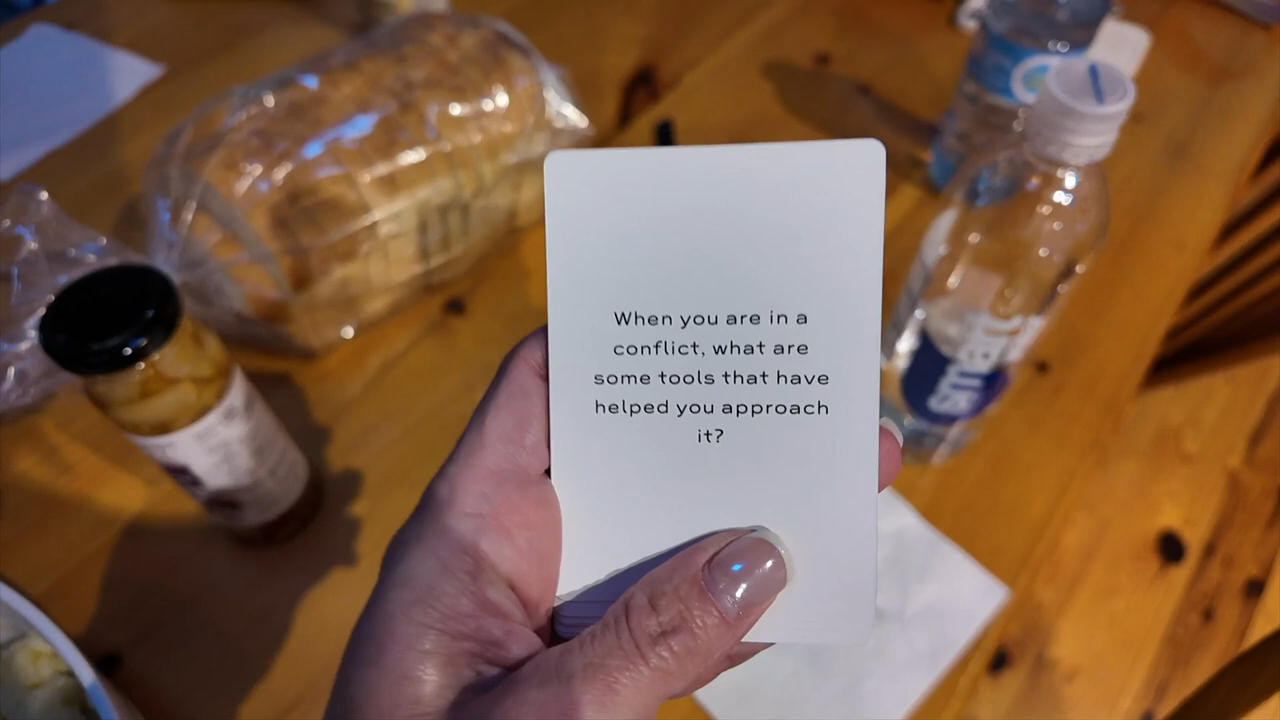 When you are in a
conflict, what are
some tools that have
helped you approach
it?
smart